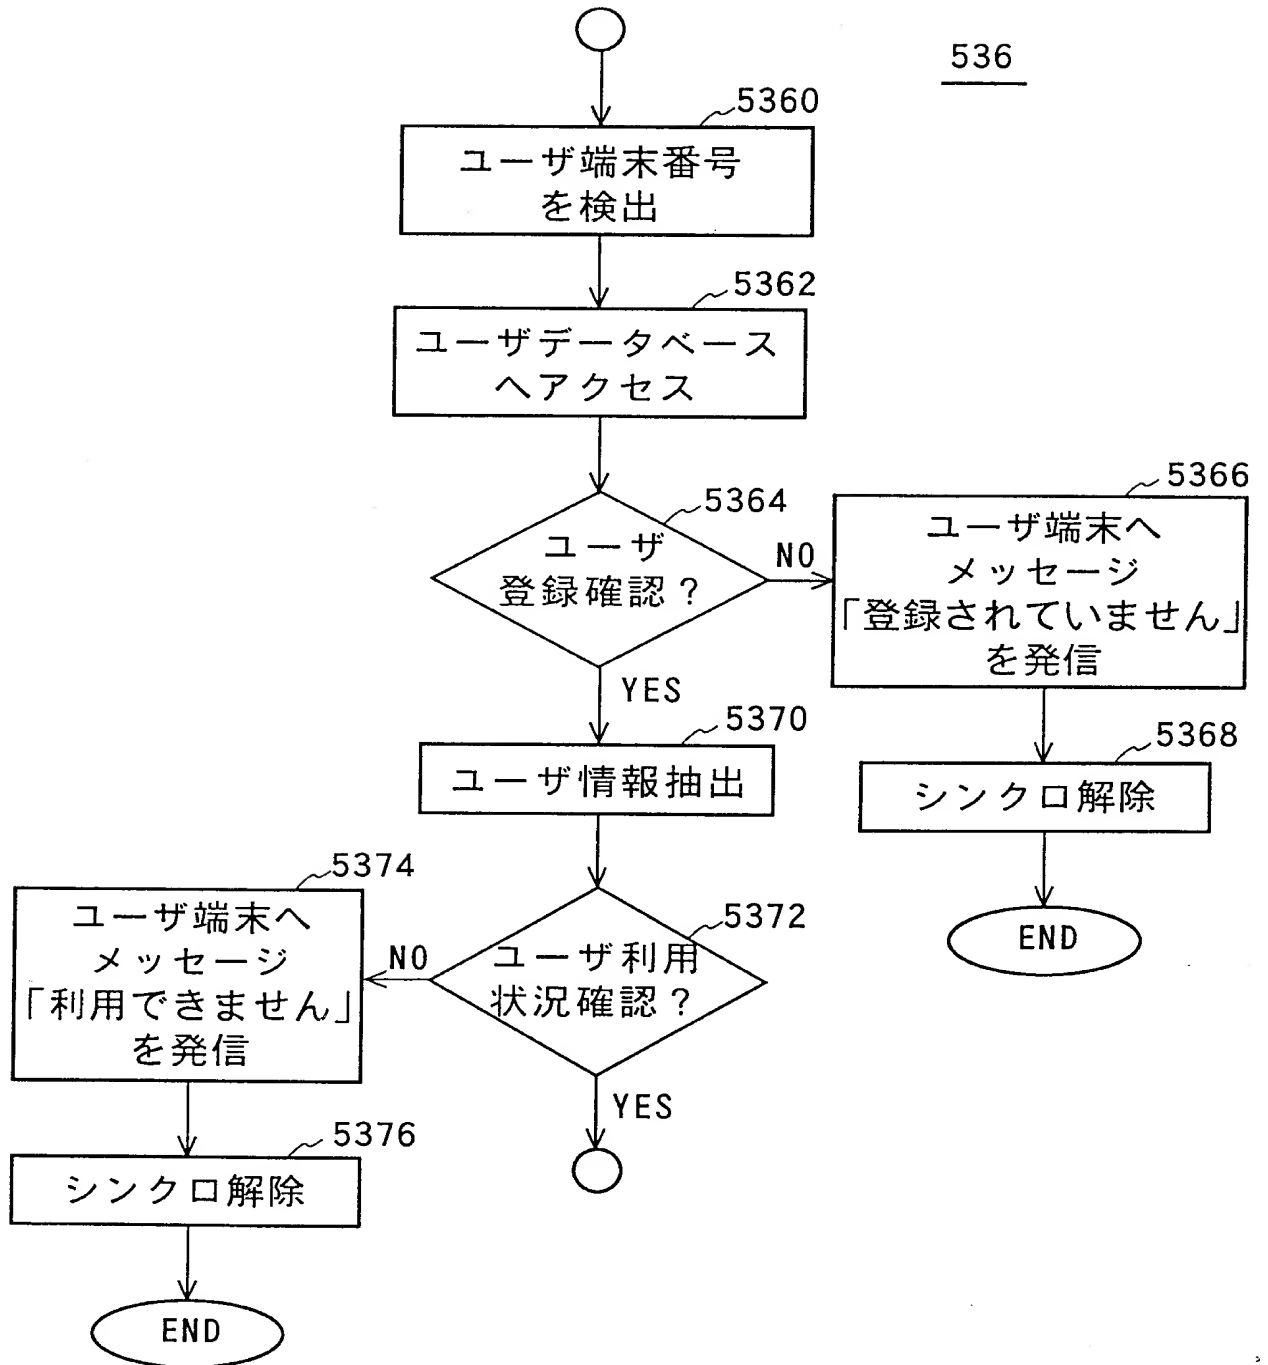 536
5360
ユーザ端末番号
を検出
5362
ユーザデータベース
へアクセス
5364
ユーザ
登録確認？
NO
YES
5366
ユーザ端末へ
メッセージ
「登録されていません」
を発信
5368
シンクロ解除
END
5370
ユーザ情報抽出
5372
ユーザ利用
状況確認？
NO
YES
5374
ユーザ端末へ
メッセージ
「利用できません」
を発信
5376
シンクロ解除
END